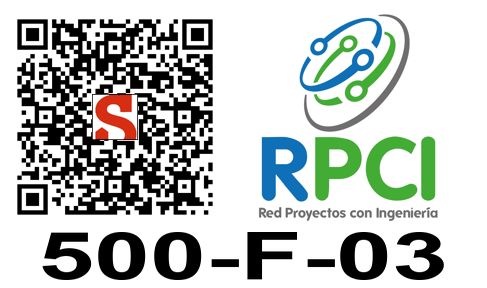 S
RPCI
Red Proyectos con Ingeniería
500-F-03